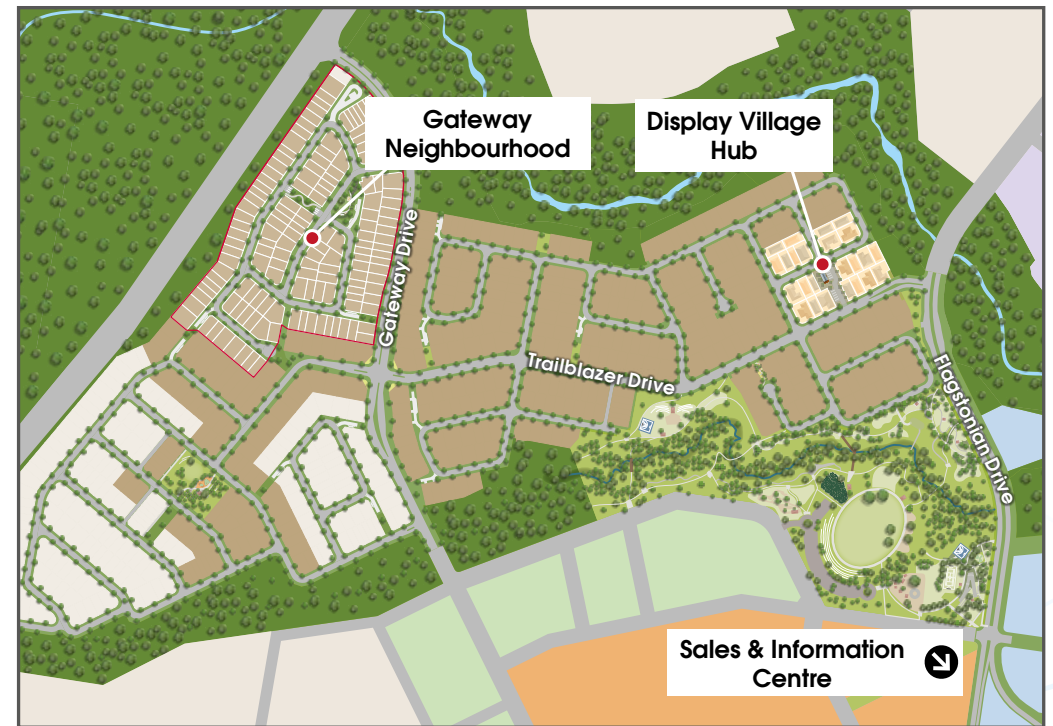 Gateway
Neighbourhood
Display Village
Hub
Gateway Drive
Trailblazer Drive
Flagstonian Drive
Sales & Information
Centre